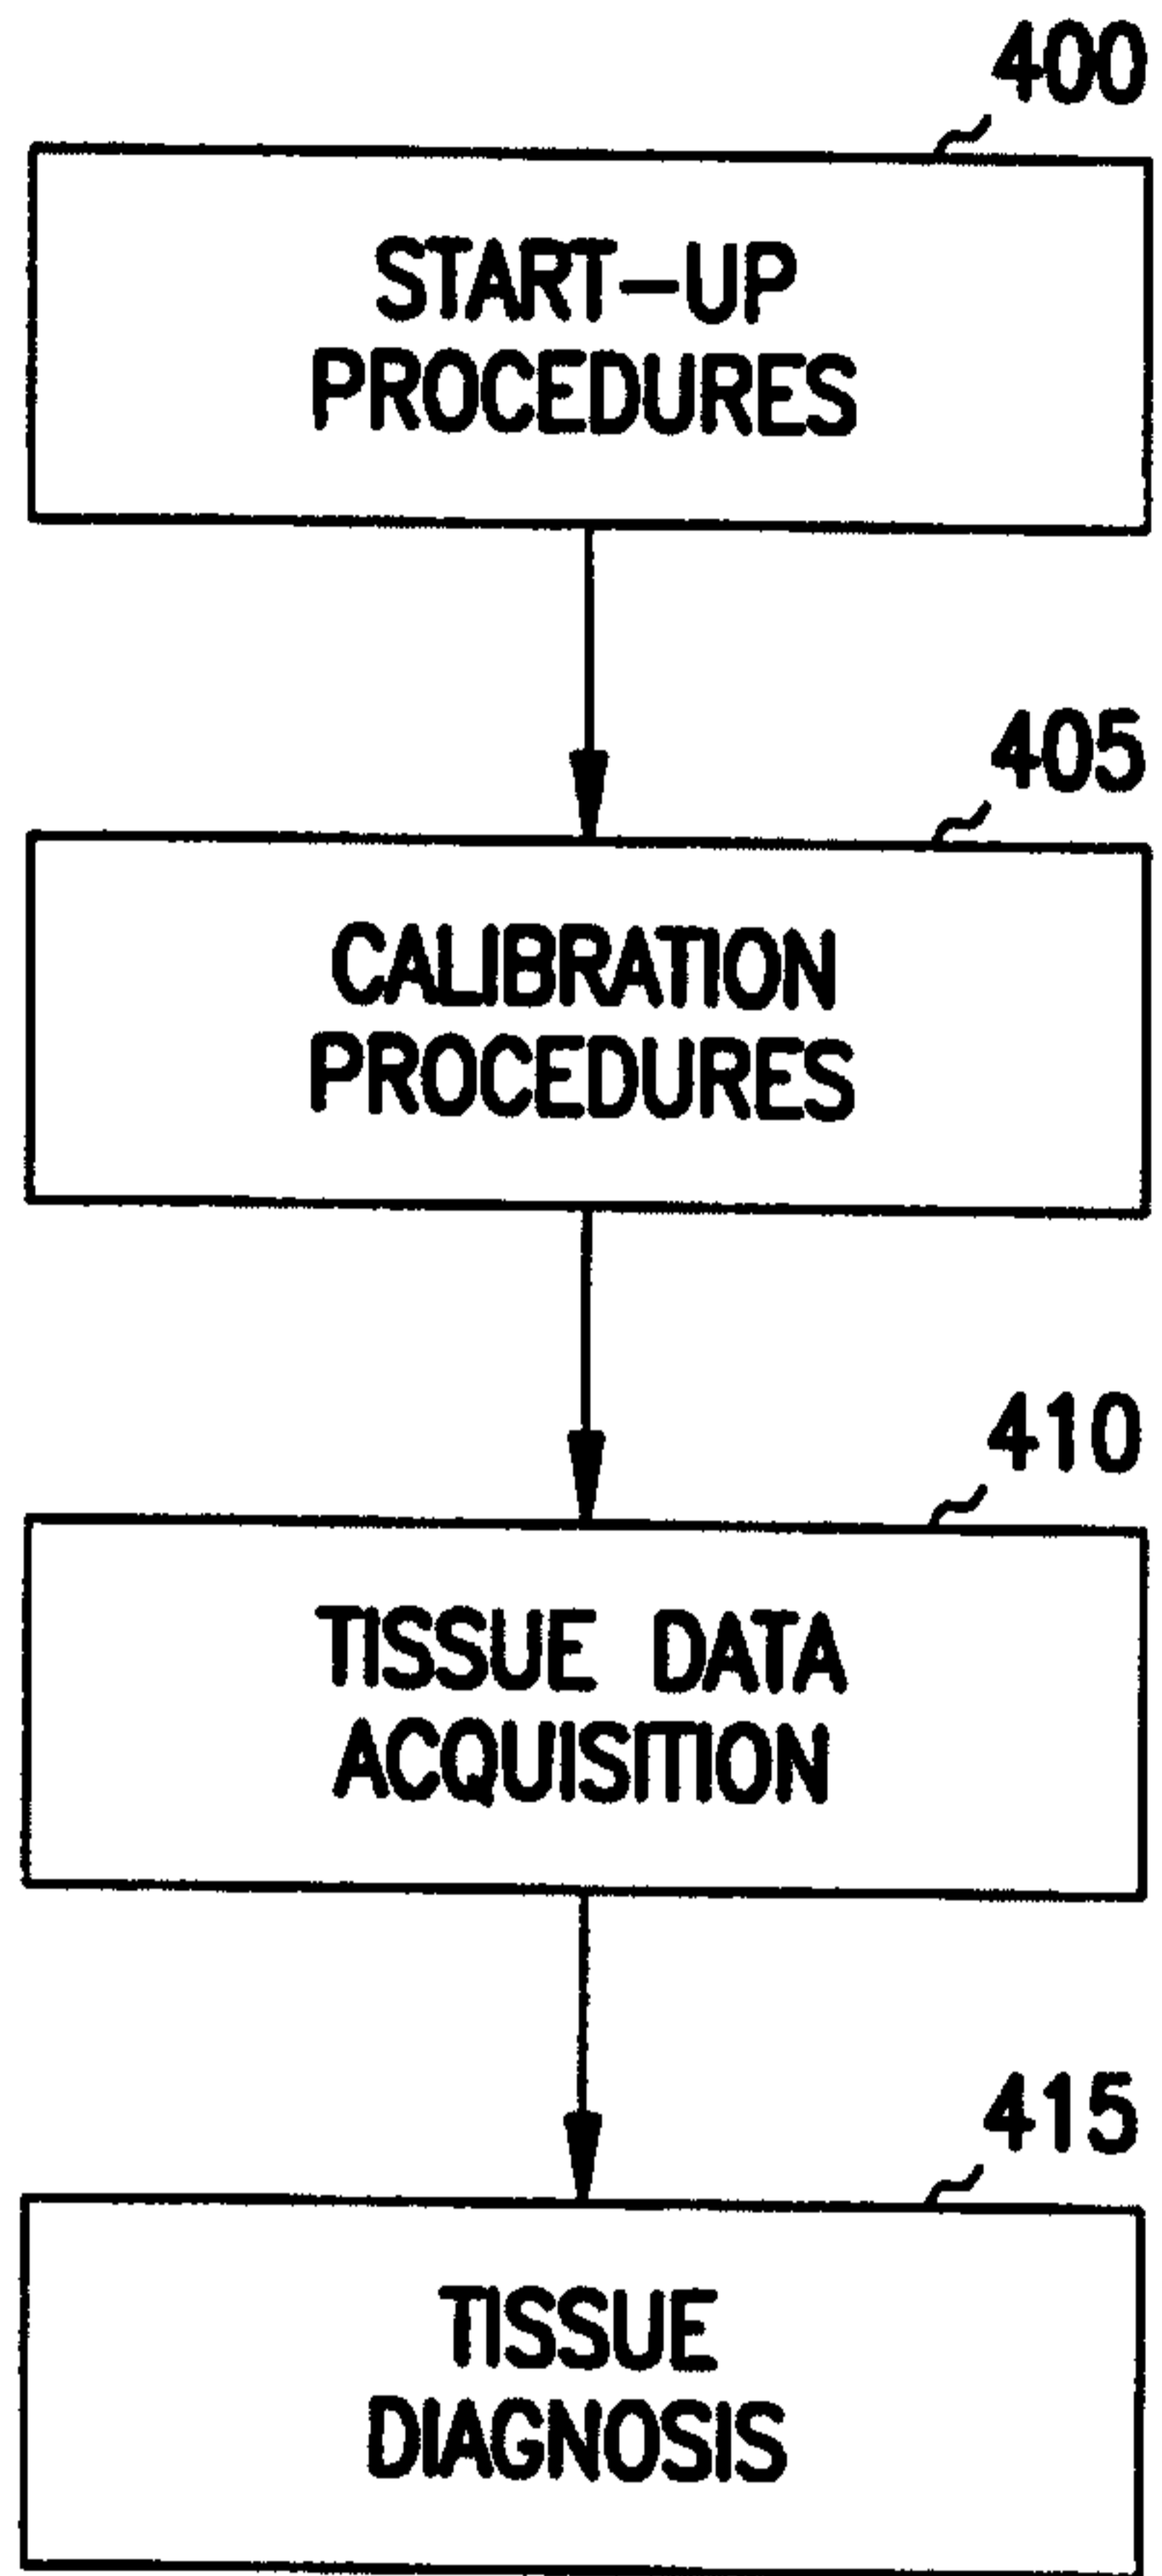 400
START-UP
PROCEDURES
405
CALIBRATION
PROCEDURES
410
TISSUE DATA
ACQUISITION
415
TISSUE
DIAGNOSIS